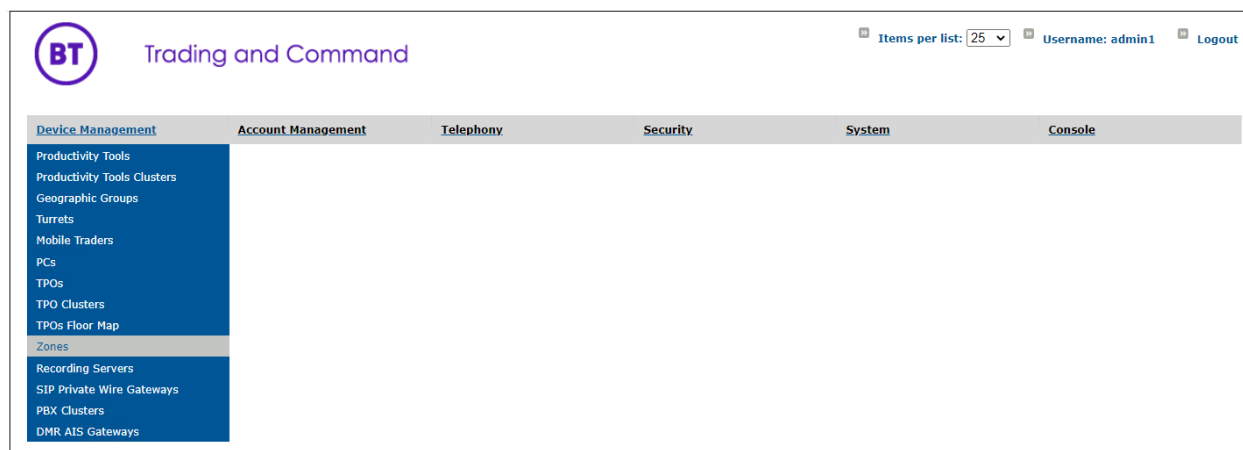 BT
Trading and Command
Items per list: 25 Username: admin1 Logout
Device Management Account Management Telephony Security System Console
Productivity Tools
Productivity Tools Clusters
Geographic Groups
Turrets
Mobile Traders
PCs
TPOs
TPO Clusters
TPOs Floor Map
Zones
Recording Servers
SIP Private Wire Gateways
PBX Clusters
DMR AIS Gateways